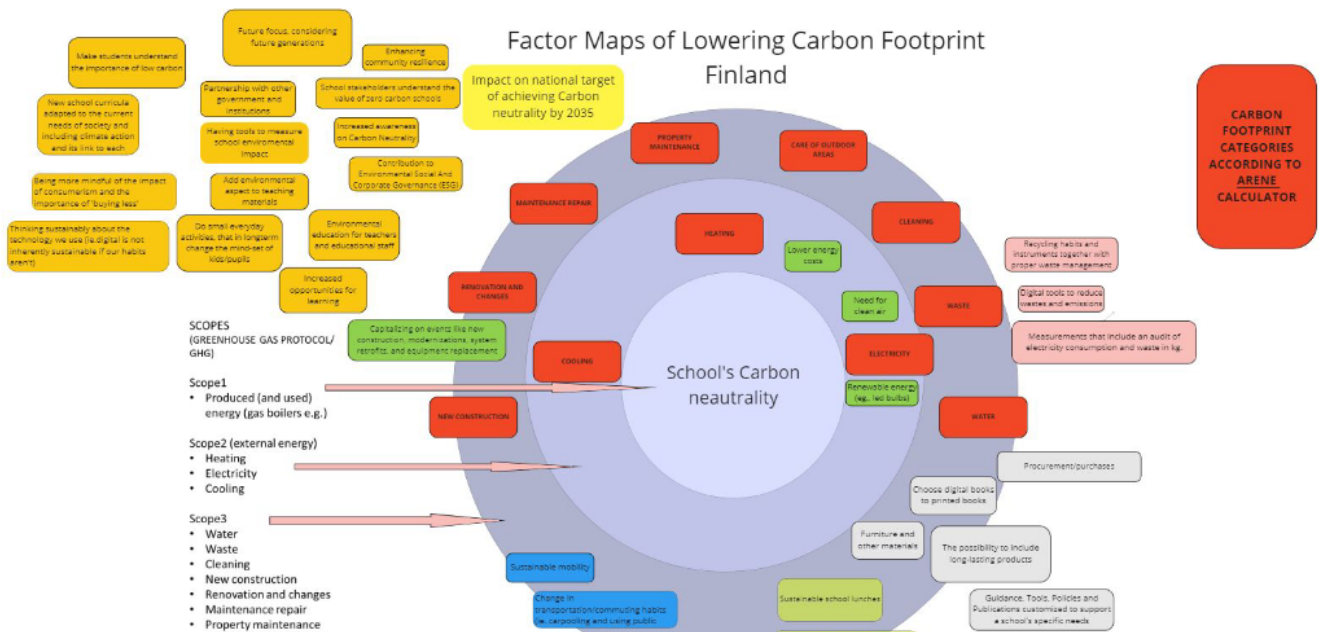 Factor Maps of Lowering Carbon Footprint
Finland
Future focus, considering
future generations
Make students understand
the importance of low carbon
Enhancing
community resilience
Partnership with other
government and
institutions
School stakeholders understand the
value of zero carbon schools
New school curricula
adapted to the current
needs of society and
including climate action
and its link to each
Having tools to measure
school enviromental
impact
Increased awareness
on Carbon Neutrality
Contribution to
Environmental Social And
Corporate Governance (ESG)
Being more mindful of the impact
of consumerism and the
importance of 'buying less'
Add environmental
aspect to teaching
materials
Thinking sustainably about the
technology we use (ie.digital is not
inherently sustainable if our habits
aren't)
Do small everyday
activities, that in longterm
change the mind-set of
kids/pupils
Environmental
education for teachers
and educational staff
Increased
opportunities for
learning
Impact on national target
of achieving Carbon
neutrality by 2035
CARBON
FOOTPRINT
CATEGORIES
ACCORDING TO
ARENE
CALCULATOR
PROPERTY
MAINTENANCE
CARE OF OUTDOOR
AREAS
MAINTENANCE REPAIR
HEATING
CLEANING
Lower energy
costs
RENOVATION AND
CHANGES
Need for
clean air
WASTE
Recycling habits and
instruments together with
proper waste management
Digital tools to reduce
wastes and emissions
Measurements that include an audit of
electricity consumption and waste in kg.
Capitalizing on events like new
construction, modernisations, system
retrofits, and equipment replacement
COOLING
ELECTRICITY
School's Carbon
neautrality
Renewable energy
(eg., led bulbs)
NEW CONSTRUCTION
WATER
SCOPES
(GREENHOUSE GAS PROTOCOL/
GHG)
Scope1
• Produced (and used)
energy (gas boilers e.g.)
Scope2 (external energy)
• Heating
• Electricity
• Cooling
Scope3
• Water
• Waste
• Cleaning
• New construction
• Renovation and changes
• Maintenance repair
• Property maintenance
Procurement/purchases
Choose digital books
to printed books
Furniture and
other materials
The possibility to include
long-lasting products
Guidance, Tools, Policies and
Publications customized to support
a school's specific needs
Sustainable mobility
Change in
transportation/commuting habits
(ie. carpooling and using public
Sustainable school lunches